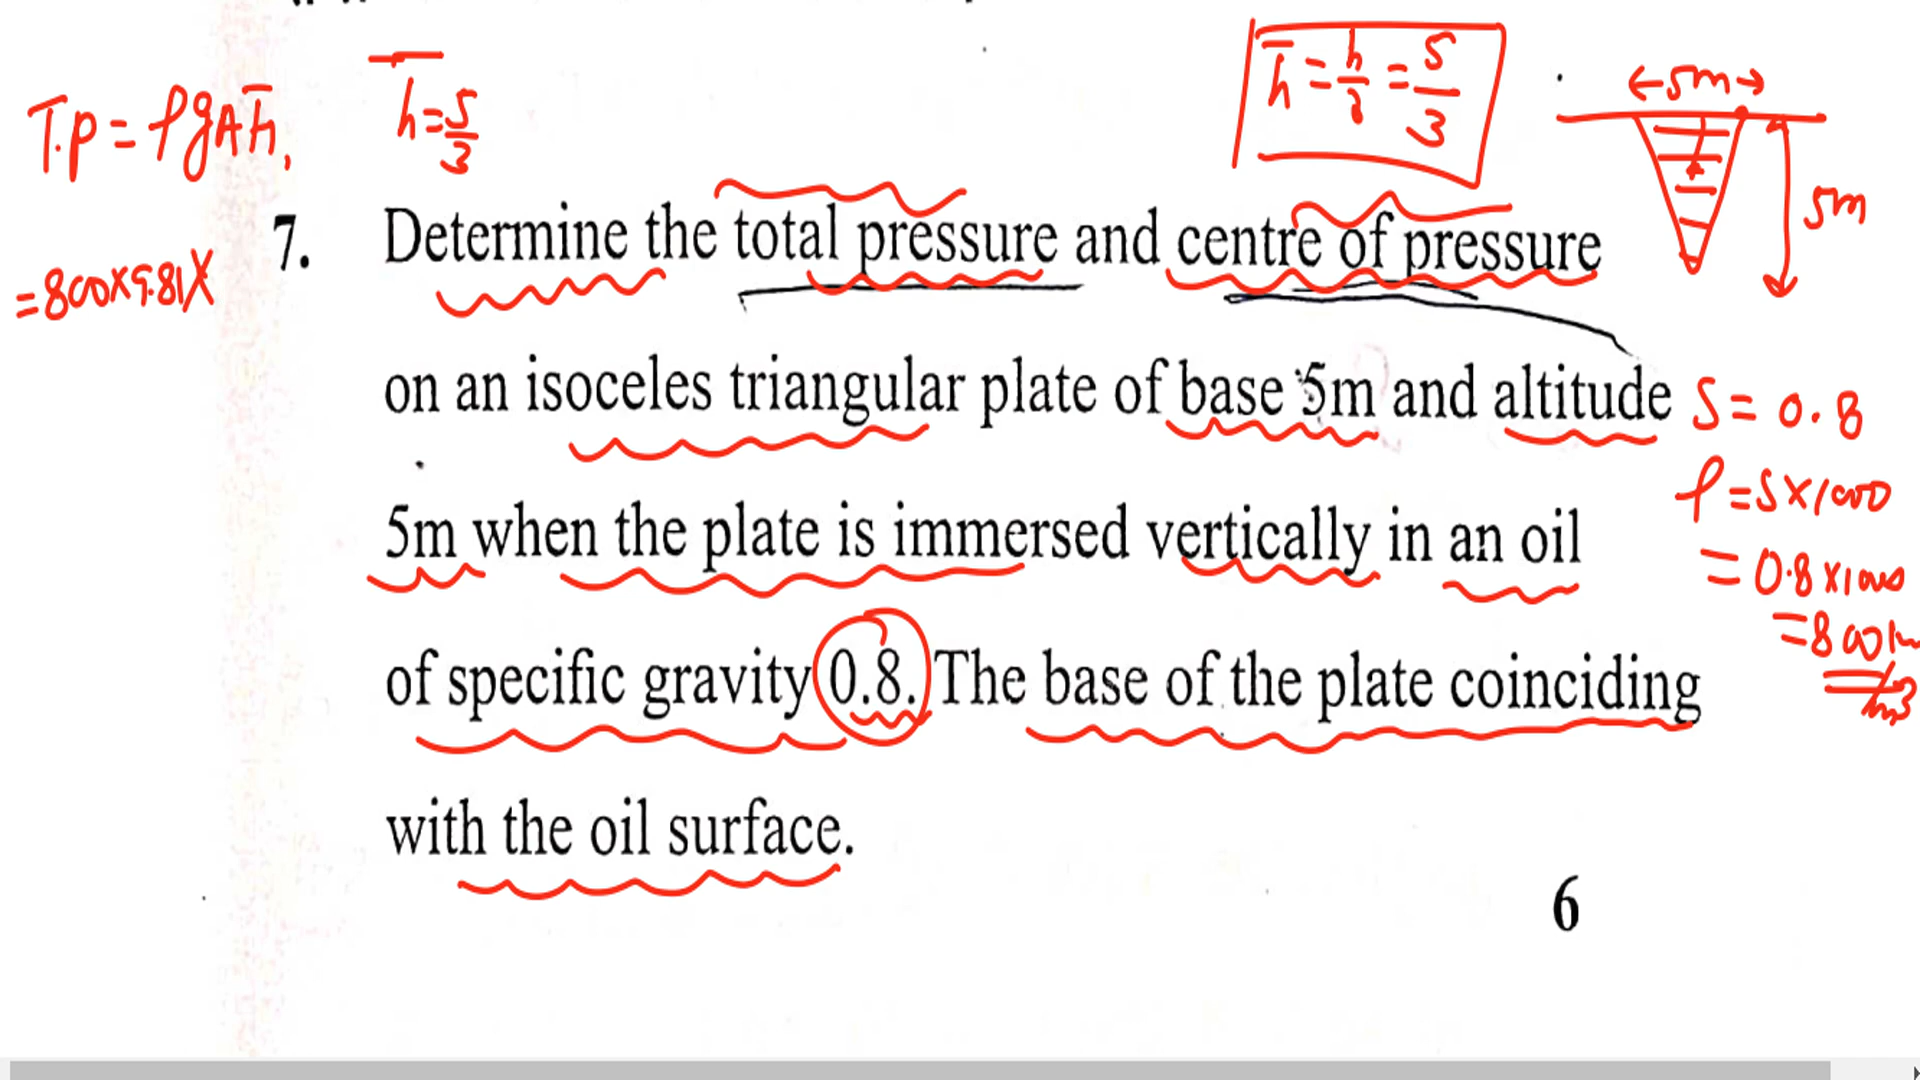 T.P = ρgAh̄,
h̄ = 5/3
h̄ = h/3 = 5/3
←5m→
5m
= 800×9.81×
7. Determine the total pressure and centre of pressure
on an isoceles triangular plate of base 5m and altitude
5m when the plate is immersed vertically in an oil
of specific gravity 0.8. The base of the plate coinciding
with the oil surface.
6
S = 0.8
ρ = S×1000
= 0.8×1000
= 800
/m3